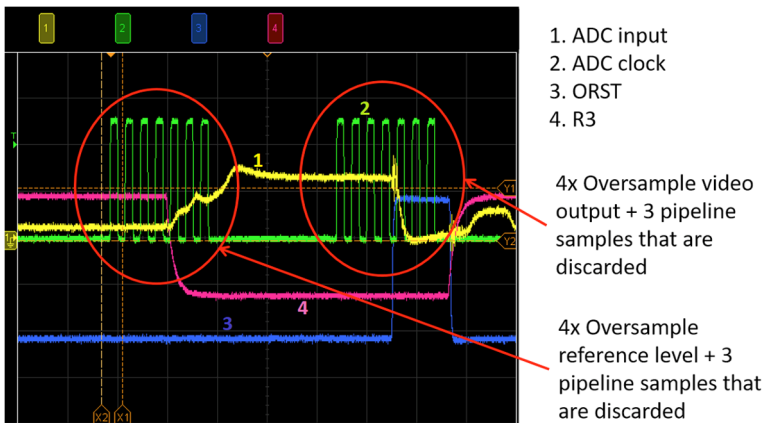 1
2
3
4
1. ADC input
2. ADC clock
3. ORST
4. R3
2
1
T
Y1
4x Oversample video
output + 3 pipeline
samples that are
discarded
1
Y2
4
3
4x Oversample
reference level + 3
pipeline samples that
are discarded
X2
X1